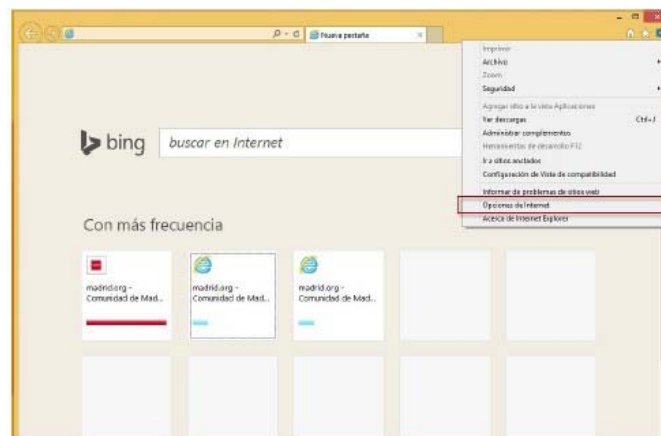 Nueva pestaña
Imprimir
Archivo
Zoom
Seguridad
Agregar sitio a la vista Aplicaciones
Ver descargas Ctrl+J
Administrar complementos
Herramientas de desarrollo F12
Ir a sitios anclados
Configuración de Vista de compatibilidad
Informar de problemas de sitios web
Opciones de Internet
Acerca de Internet Explorer
bing
buscar en Internet
Con más frecuencia
madrid.org -
Comunidad de Mad...
madrid.org -
Comunidad de Mad...
madrid.org -
Comunidad de Mad...